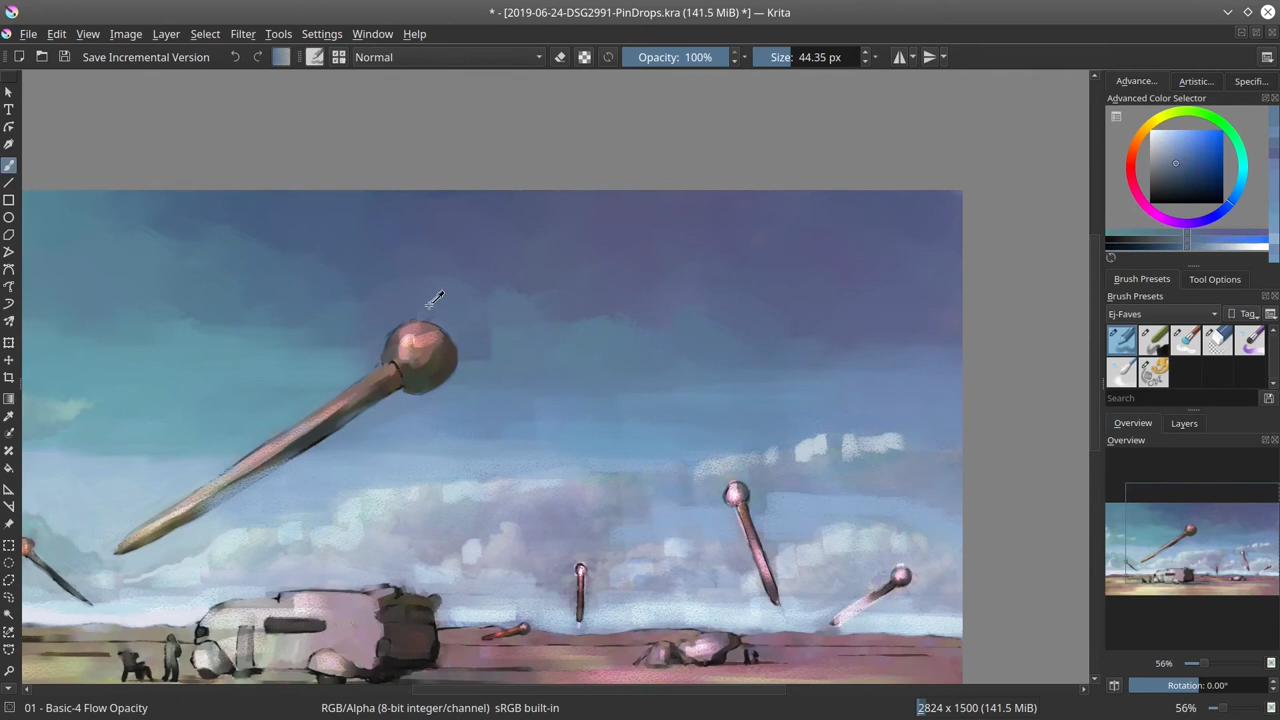 * - [2019-06-24-DSG2991-PinDrops.kra (141.5 MiB) *] — Krita
File Edit View Image Layer Select Filter Tools Settings Window Help
Save Incremental Version Normal Opacity: 100% Size: 44.35 px
Advance... Artistic... Specifi...
Advanced Color Selector
Brush Presets Tool Options
Brush Presets
Ej-Faves Tag
Search
Overview Layers
Overview
56%
Rotation: 0.00°
01 - Basic-4 Flow Opacity RGB/Alpha (8-bit integer/channel) sRGB built-in 2824 x 1500 (141.5 MiB) 56%